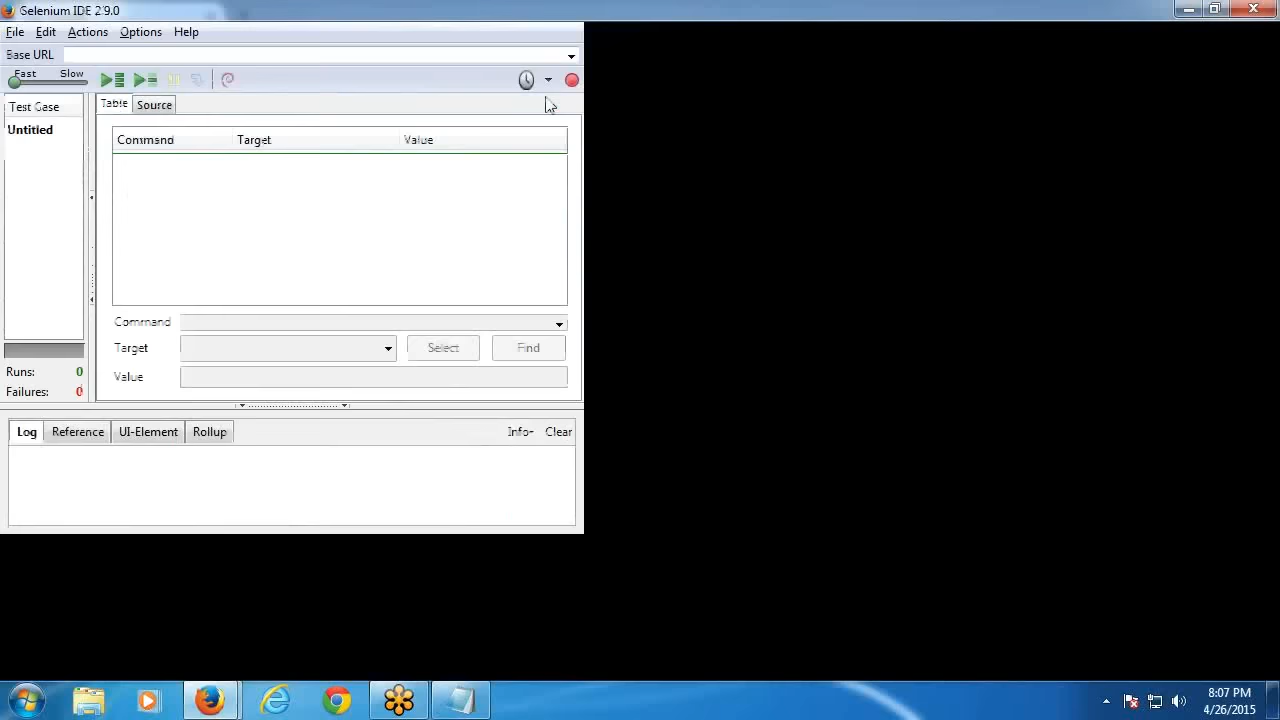 Selenium IDE 2.9.0
File Edit Actions Options Help
Base URL
Fast Slow
Test Case
Untitled
Table Source
Command Target Value
Command
Target Select Find
Value
Runs: 0
Failures: 0
Log Reference UI-Element Rollup Info- Clear
8:07 PM
4/26/2015